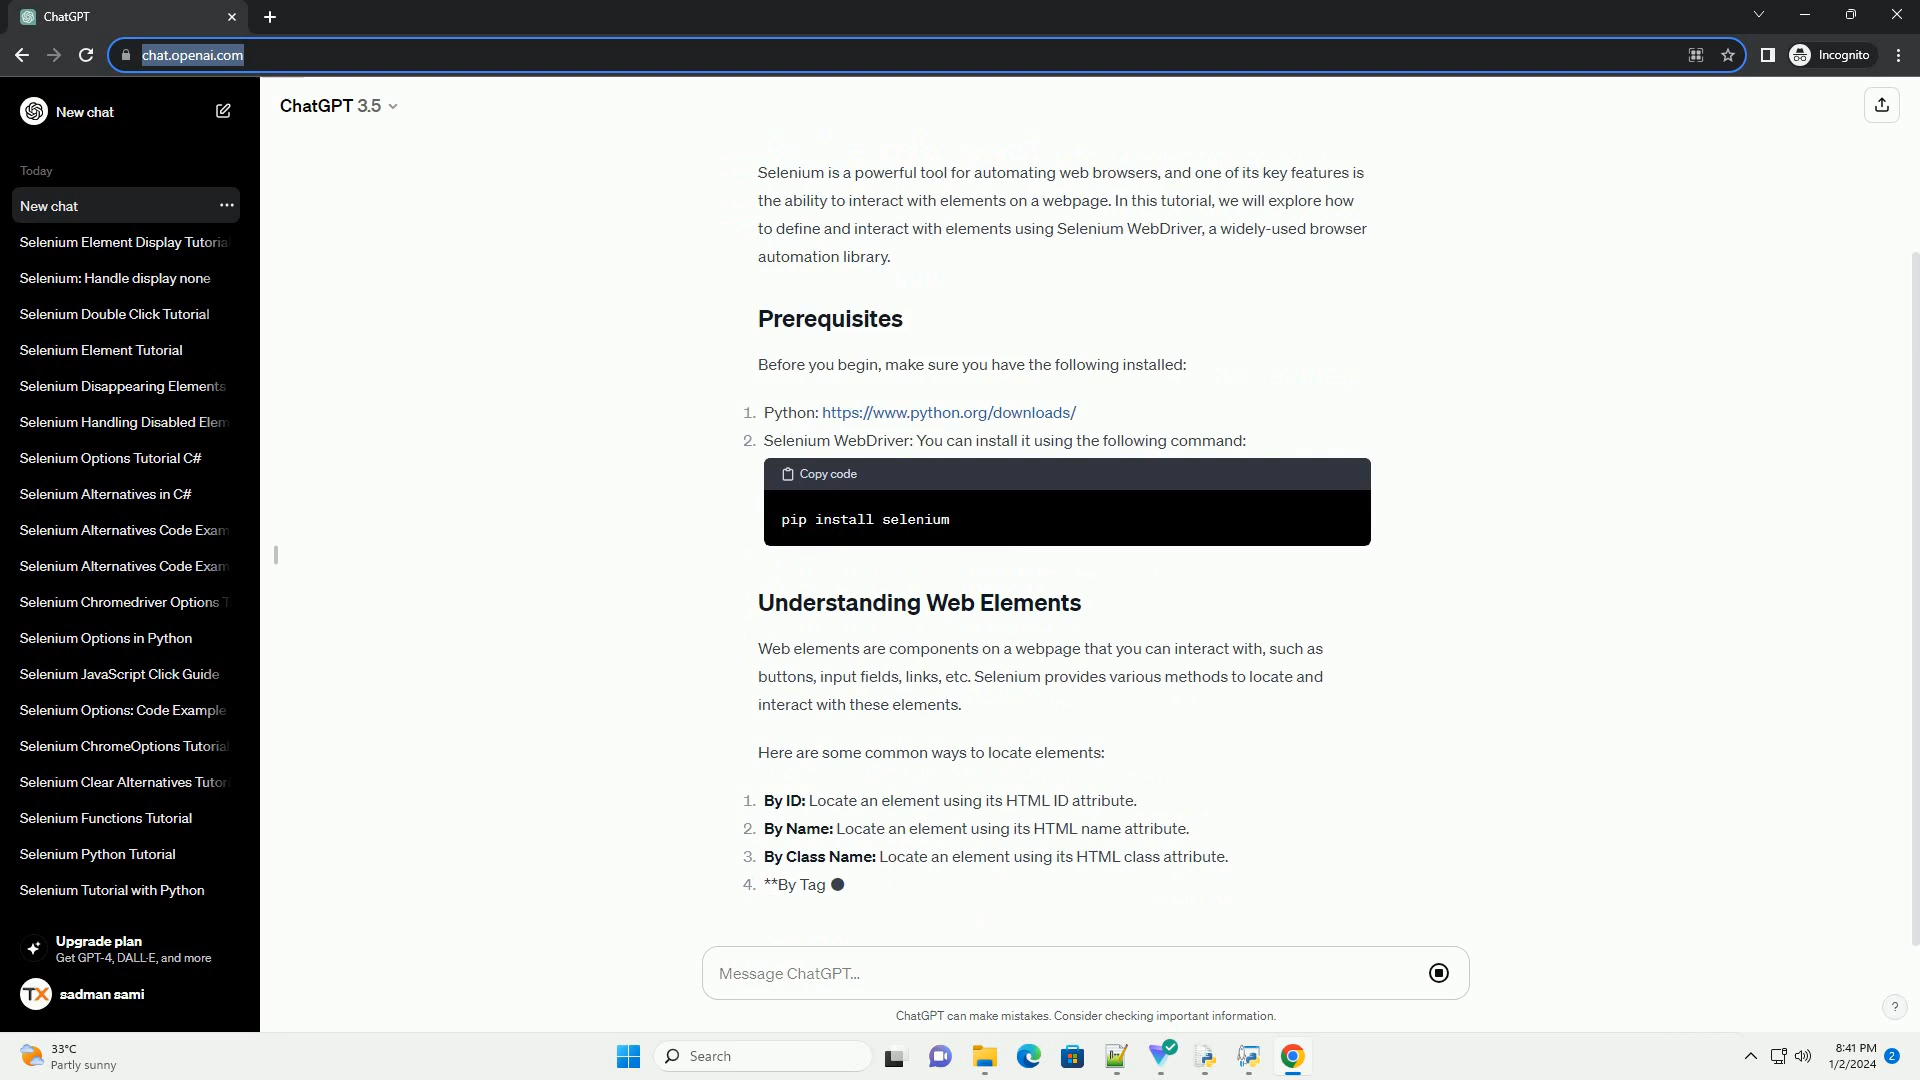 ChatGPT
chat.openai.com
Incognito
New chat
ChatGPT 3.5
Today
New chat
Selenium Element Display Tutoria
Selenium: Handle display none
Selenium Double Click Tutorial
Selenium Element Tutorial
Selenium Disappearing Elements
Selenium Handling Disabled Elem
Selenium Options Tutorial C#
Selenium Alternatives in C#
Selenium Alternatives Code Exam
Selenium Alternatives Code Exam
Selenium Chromedriver Options T
Selenium Options in Python
Selenium JavaScript Click Guide
Selenium Options: Code Example
Selenium ChromeOptions Tutorial
Selenium Clear Alternatives Tutor
Selenium Functions Tutorial
Selenium Python Tutorial
Selenium Tutorial with Python
Upgrade plan
Get GPT-4, DALL·E, and more
TX sadman sami
Selenium is a powerful tool for automating web browsers, and one of its key features is
the ability to interact with elements on a webpage. In this tutorial, we will explore how
to define and interact with elements using Selenium WebDriver, a widely-used browser
automation library.
Prerequisites
Before you begin, make sure you have the following installed:
1. Python: https://www.python.org/downloads/
2. Selenium WebDriver: You can install it using the following command:
Copy code
pip install selenium
Understanding Web Elements
Web elements are components on a webpage that you can interact with, such as
buttons, input fields, links, etc. Selenium provides various methods to locate and
interact with these elements.
Here are some common ways to locate elements:
1. By ID: Locate an element using its HTML ID attribute.
2. By Name: Locate an element using its HTML name attribute.
3. By Class Name: Locate an element using its HTML class attribute.
4. **By Tag
Message ChatGPT...
ChatGPT can make mistakes. Consider checking important information.
?
33°C
Partly sunny
Search
8:41 PM
1/2/2024
2